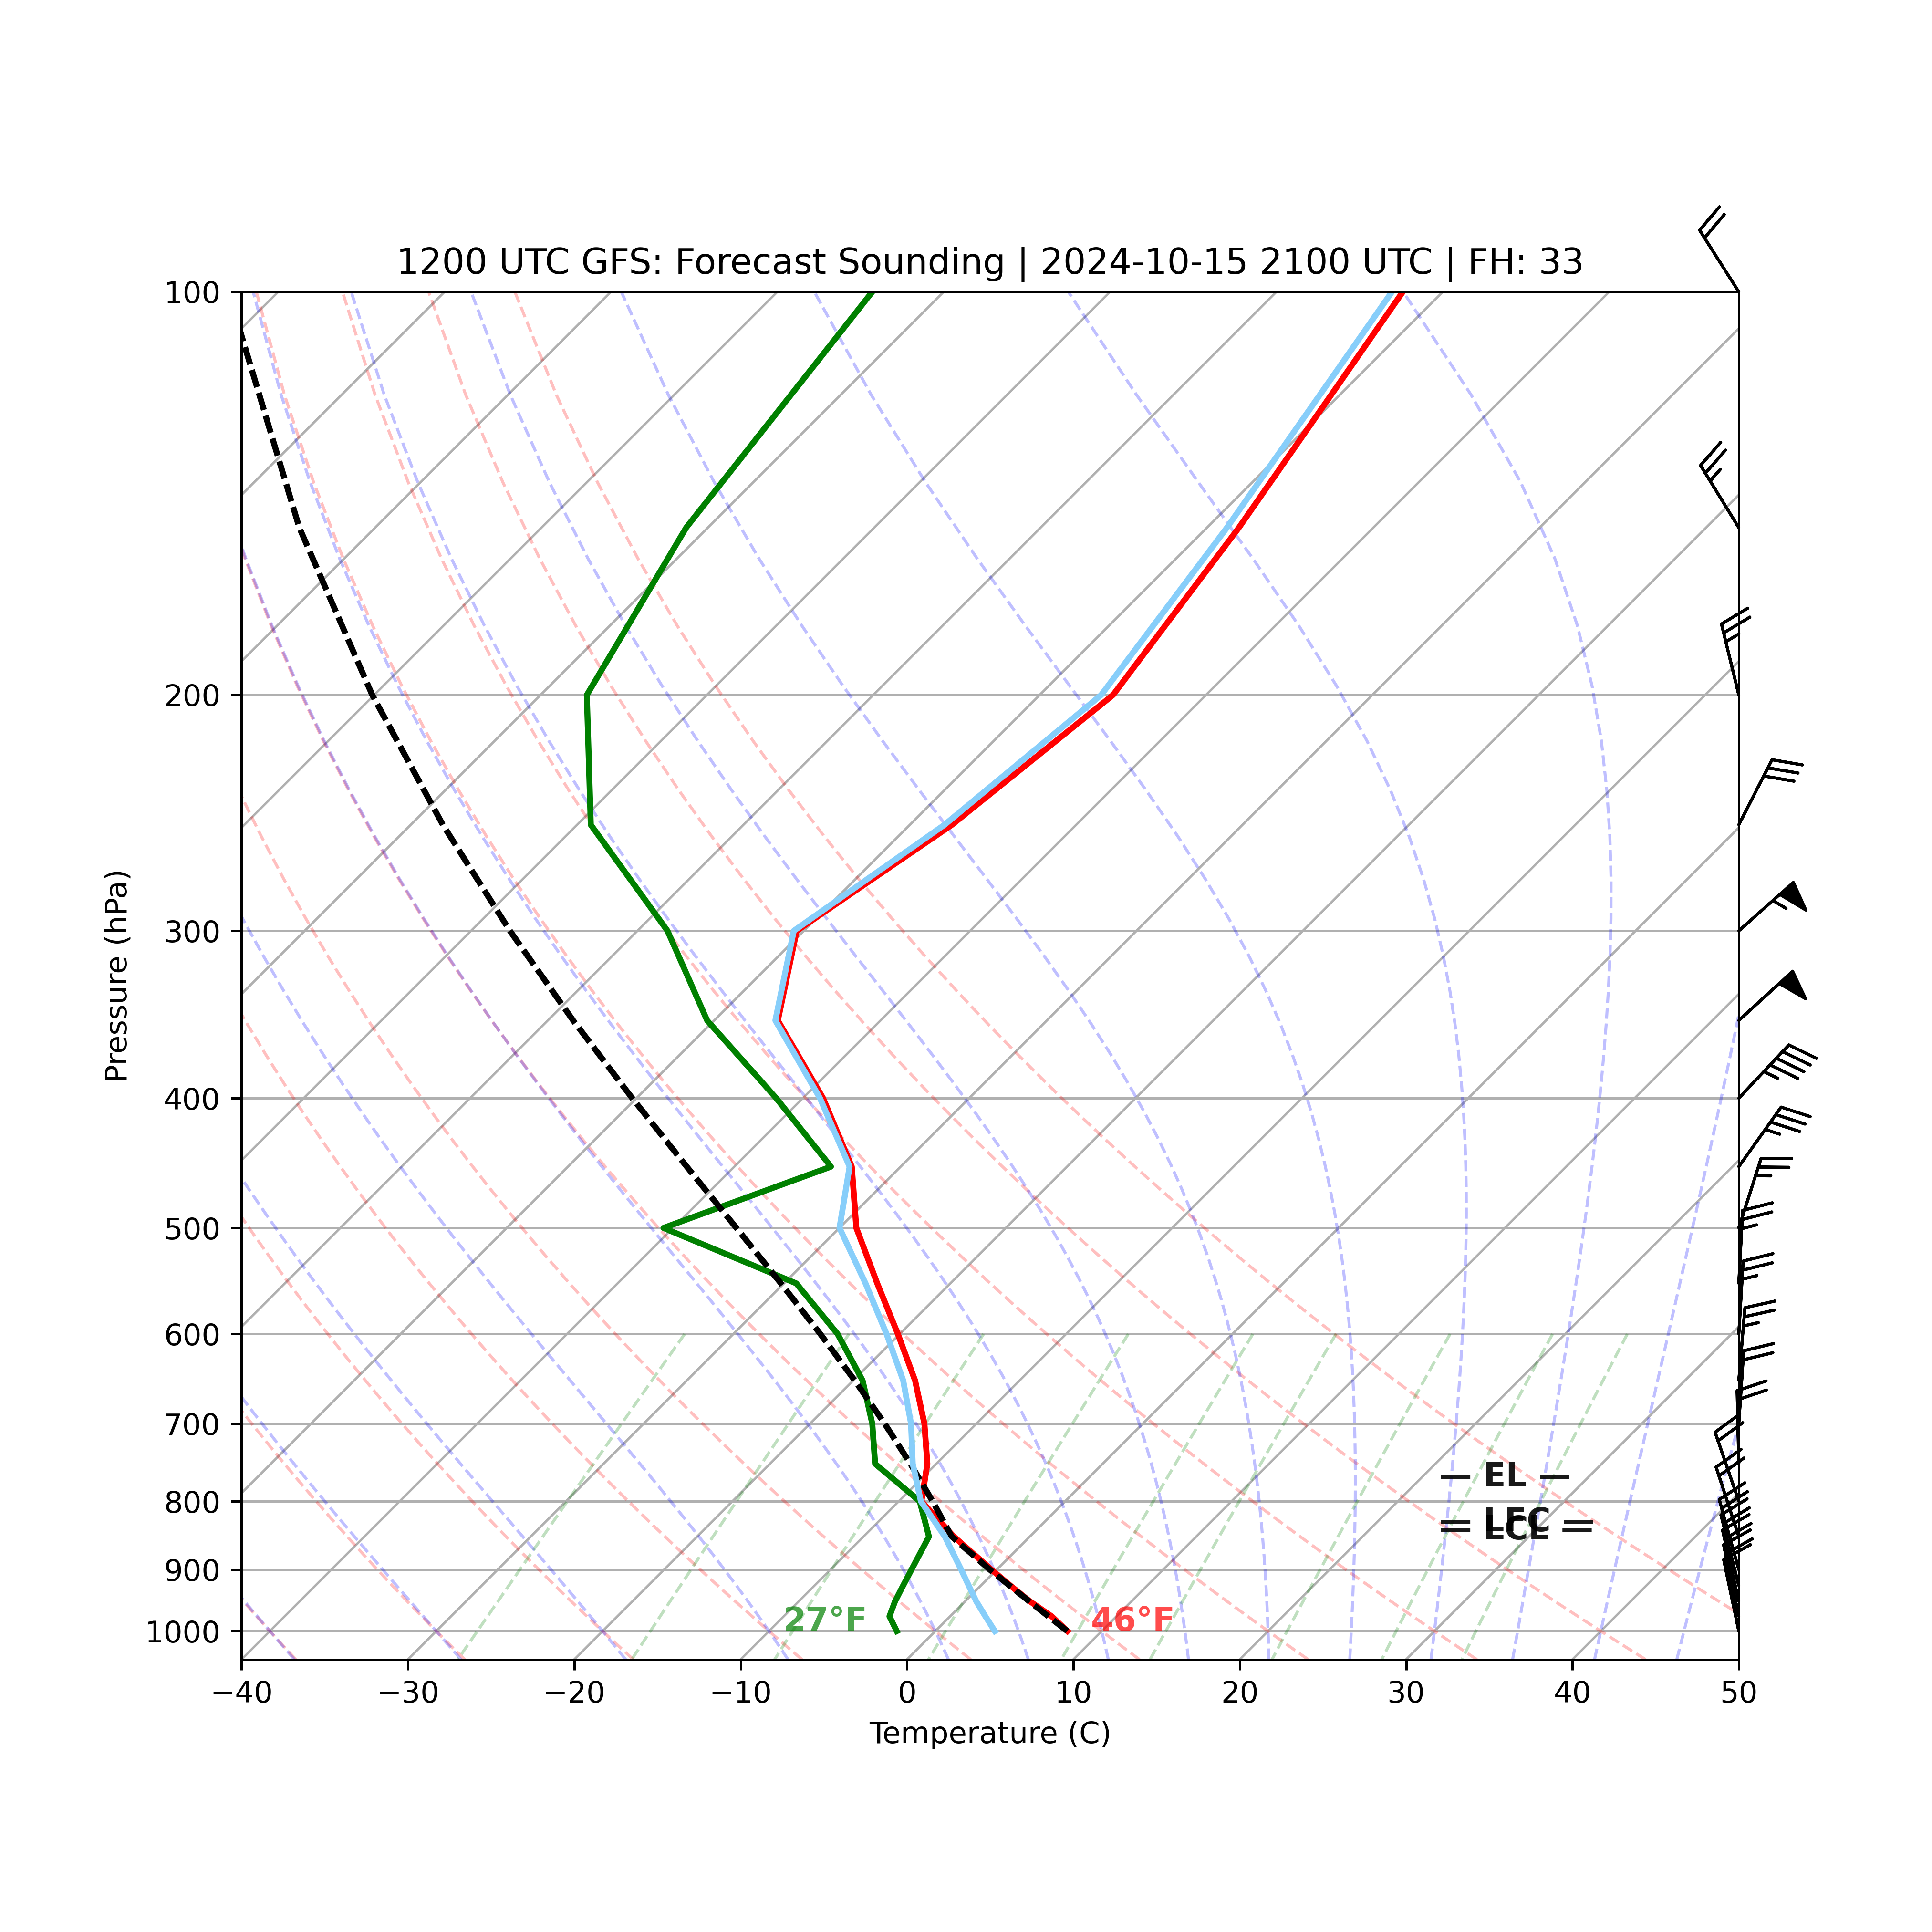 1200 UTC GFS: Forecast Sounding | 2024-10-15 2100 UTC | FH: 33
100
200
300
400
500
600
700
800
900
1000
Pressure (hPa)
— EL —
= LCL =
27°F
46°F
−40 −30 −20 −10 0 10 20 30 40 50
Temperature (C)